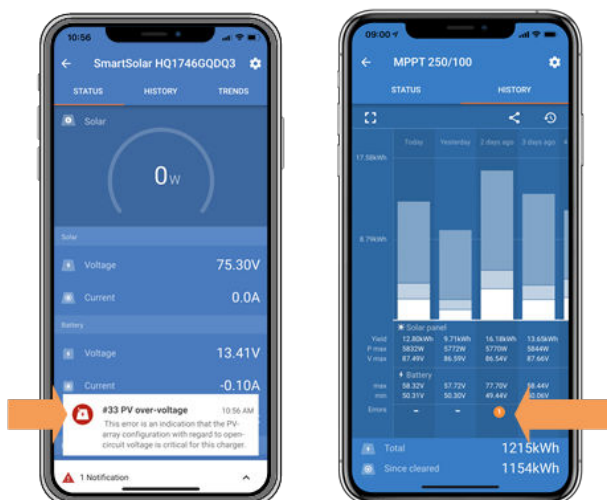 10:56
SmartSolar HQ1746GQDQ3
STATUS HISTORY TRENDS
Solar
0W
Solar
Voltage 75.30V
Current 0.0A
Battery
Voltage 13.41V
Current -0.10A
#33 PV over-voltage 10:56 AM
This error is an indication that the PV-
array configuration with regard to open-
circuit voltage is critical for this charger.
1 Notification
09:00
MPPT 250/100
STATUS HISTORY
Today Yesterday 2 days ago 3 days ago 4
17.58kWh
8.79kWh
Solar panel
Yield 12.80kWh 9.71kWh 16.18kWh 13.65kWh
P max 5832W 5772W 5770W 5844W
V max 87.49V 86.59V 86.54V 87.66V
Battery
max 58.32V 57.72V 77.70V 58.44V
min 50.31V 50.30V 49.44V 50.06V
Errors - - 1
Total 1215kWh
Since cleared 1154kWh